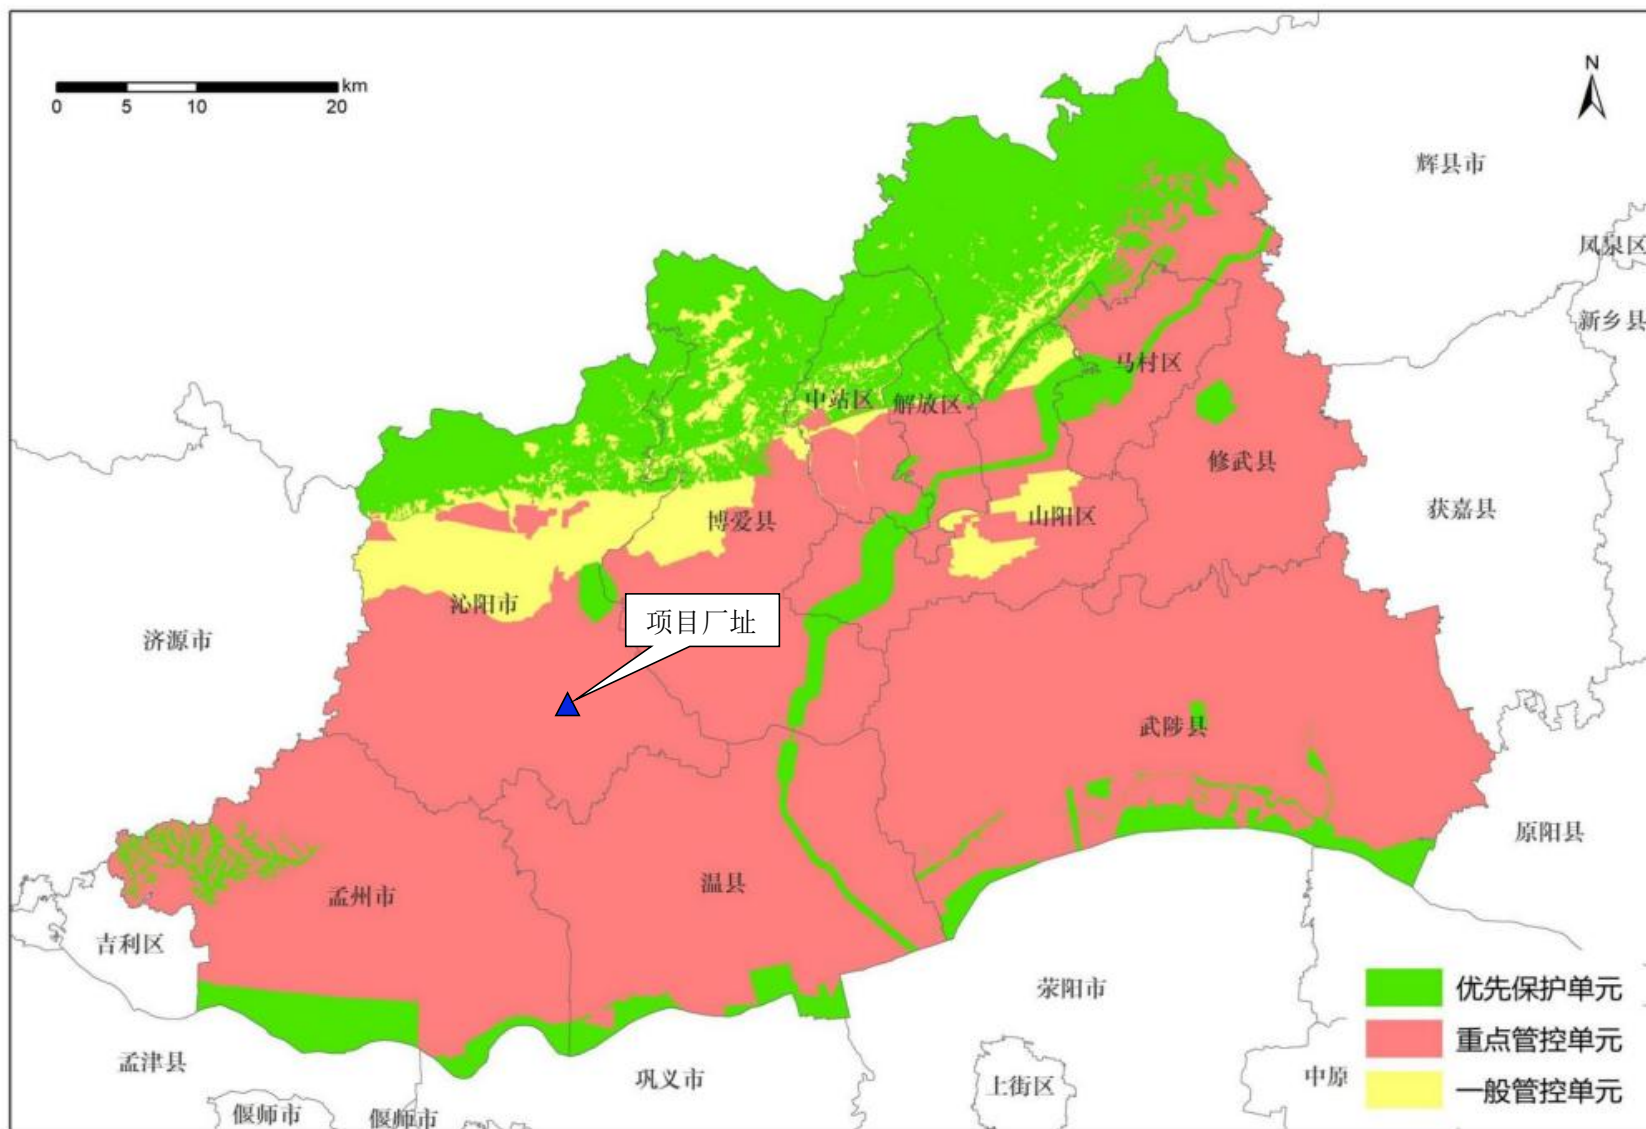 km
0 5 10 20
N
辉县市
凤泉区
新乡县
马村区
中站区
解放区
修武县
获嘉县
博爱县
山阳区
沁阳市
项目厂址
济源市
武陟县
原阳县
温县
孟州市
吉利区
荥阳市
优先保护单元
重点管控单元
一般管控单元
孟津县
巩义市
上街区
中原
偃师市
偃师市